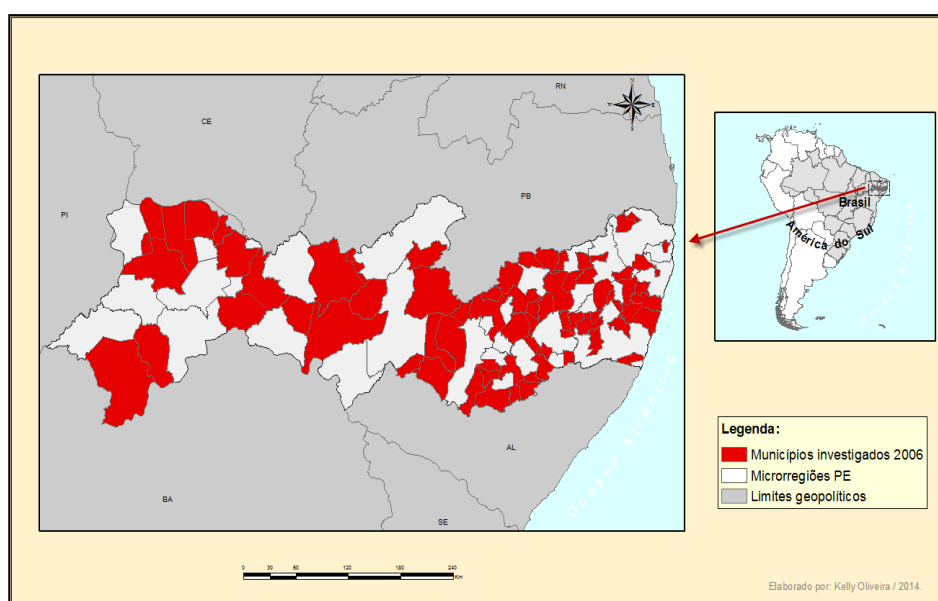 RN
CE
PB
PI
AL
BA
SE
Oceano Atlântico
Brasil
América do Sul
Oceano Atlântico
Legenda:
Municípios investigados 2006
Microrregiões PE
Limites geopolíticos
0 30 60 120 180 240
Km
Elaborado por: Kelly Oliveira / 2014.